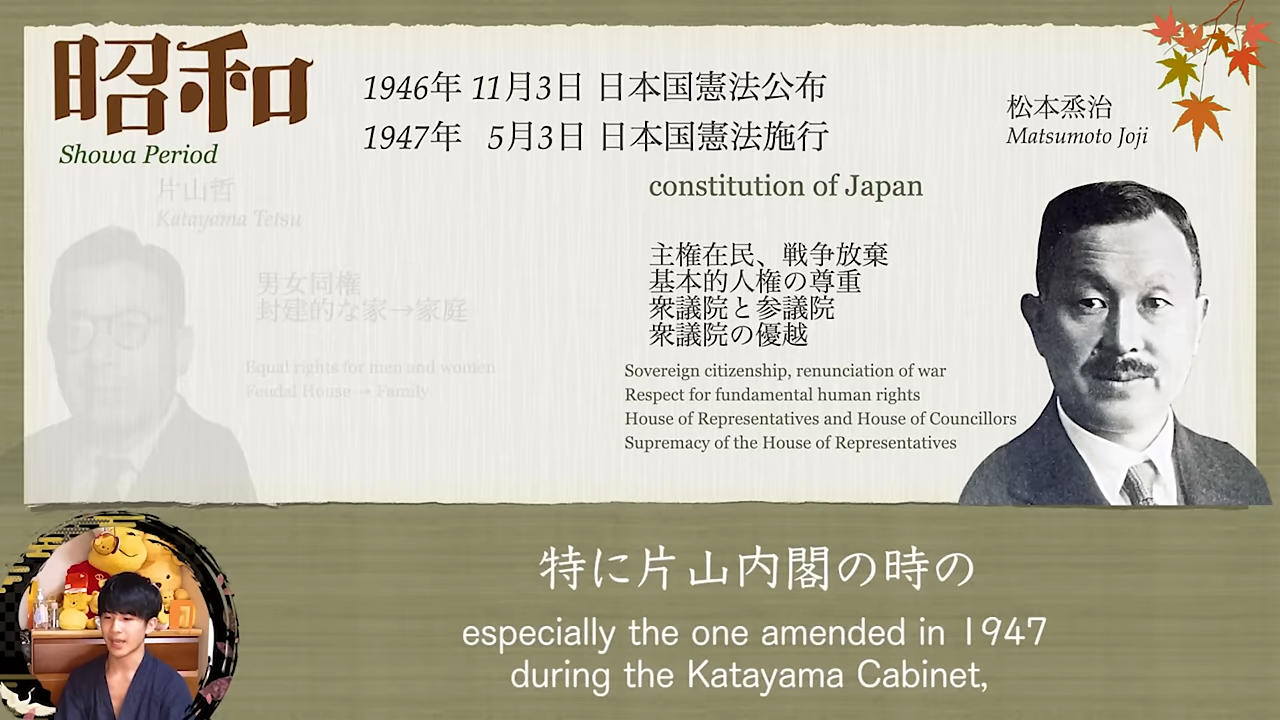 昭和
Showa Period
1946年 11月3日 日本国憲法公布
1947年 5月3日 日本国憲法施行
constitution of Japan
松本烝治
Matsumoto Joji
片山哲
Katayama Tetsu
男女同権
封建的な家→家庭
Equal rights for men and women
Feudal House → Family
主権在民、戦争放棄
基本的人権の尊重
衆議院と参議院
衆議院の優越
Sovereign citizenship, renunciation of war
Respect for fundamental human rights
House of Representatives and House of Councillors
Supremacy of the House of Representatives
特に片山内閣の時の
especially the one amended in 1947
during the Katayama Cabinet,